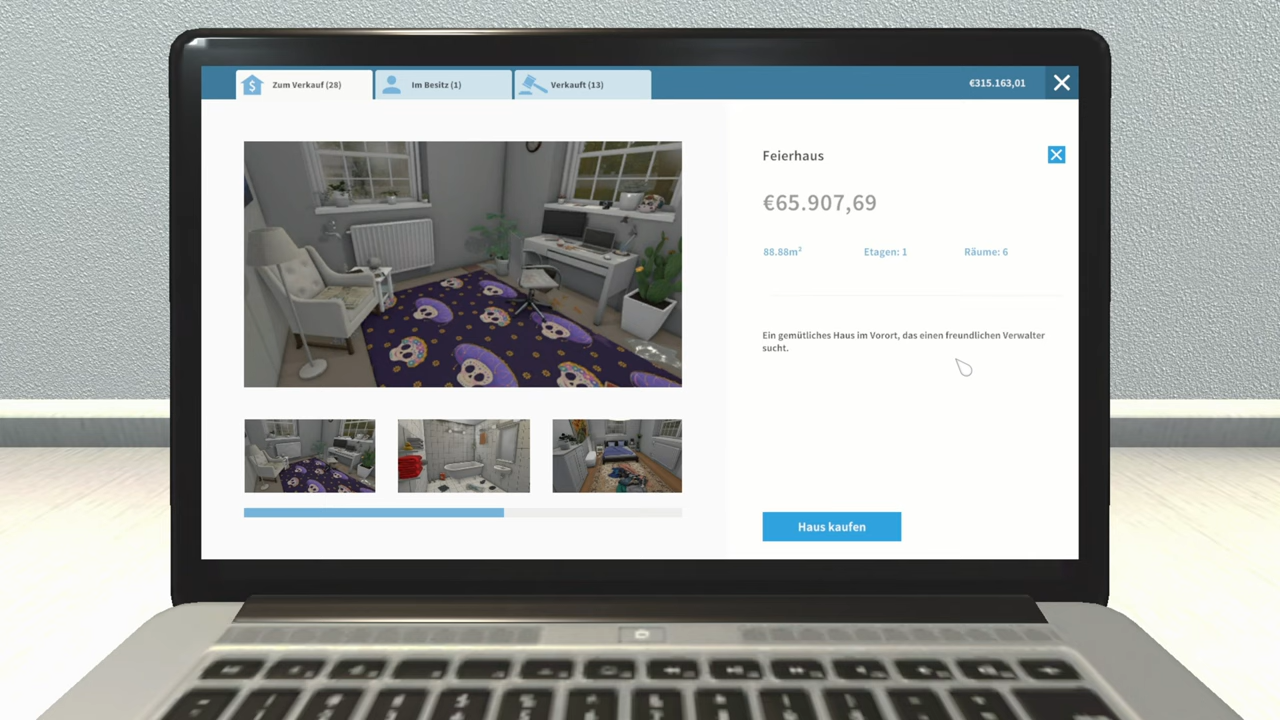 Zum Verkauf (28)
Im Besitz (1)
Verkauft (13)
€315.163,01
Feierhaus
€65.907,69
88.88m²
Etagen: 1
Räume: 6
Ein gemütliches Haus im Vorort, das einen freundlichen Verwalter
sucht.
Haus kaufen